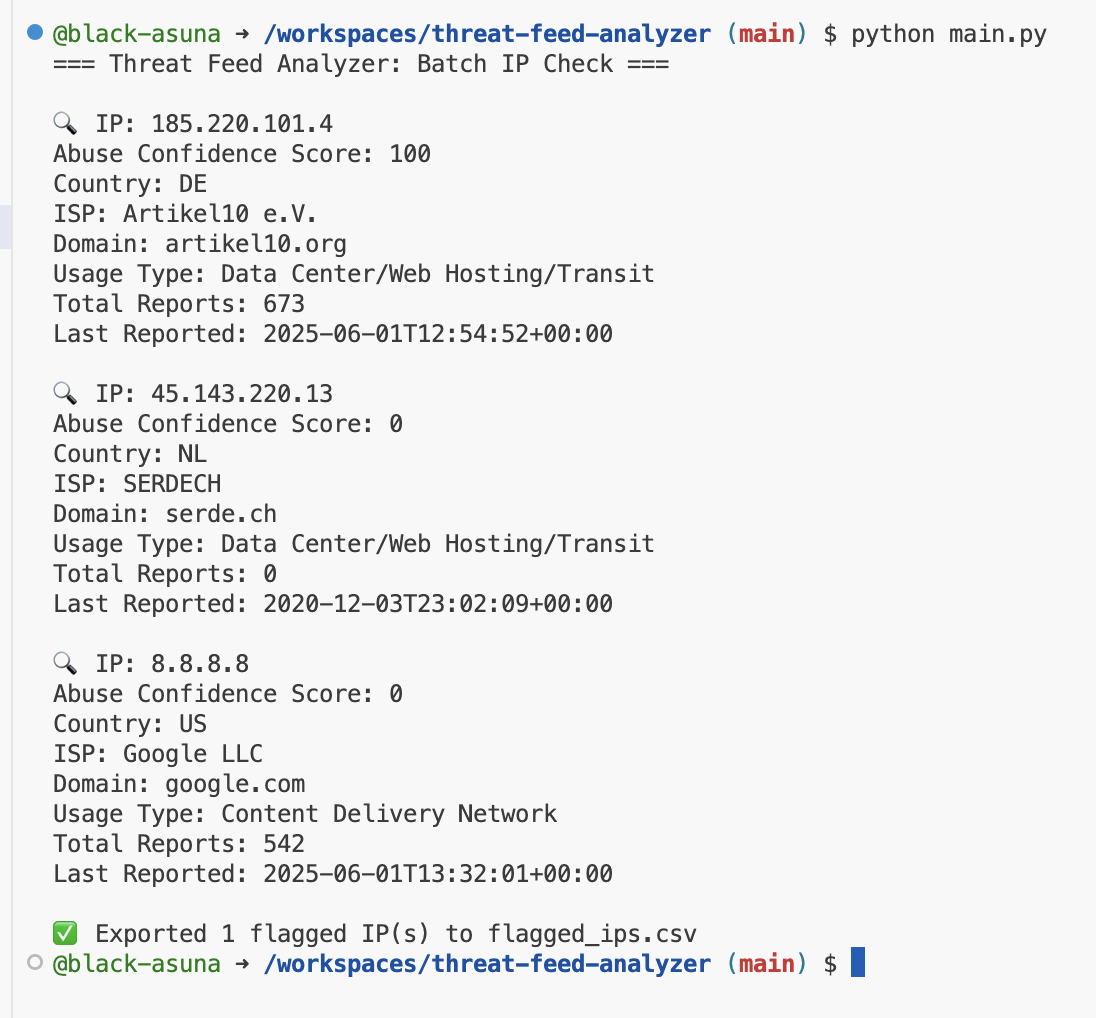 @black-asuna → /workspaces/threat-feed-analyzer (main) $ python main.py
=== Threat Feed Analyzer: Batch IP Check ===
🔍 IP: 185.220.101.4
Abuse Confidence Score: 100
Country: DE
ISP: Artikel10 e.V.
Domain: artikel10.org
Usage Type: Data Center/Web Hosting/Transit
Total Reports: 673
Last Reported: 2025-06-01T12:54:52+00:00
🔍 IP: 45.143.220.13
Abuse Confidence Score: 0
Country: NL
ISP: SERDECH
Domain: serde.ch
Usage Type: Data Center/Web Hosting/Transit
Total Reports: 0
Last Reported: 2020-12-03T23:02:09+00:00
🔍 IP: 8.8.8.8
Abuse Confidence Score: 0
Country: US
ISP: Google LLC
Domain: google.com
Usage Type: Content Delivery Network
Total Reports: 542
Last Reported: 2025-06-01T13:32:01+00:00
✅ Exported 1 flagged IP(s) to flagged_ips.csv
@black-asuna → /workspaces/threat-feed-analyzer (main) $